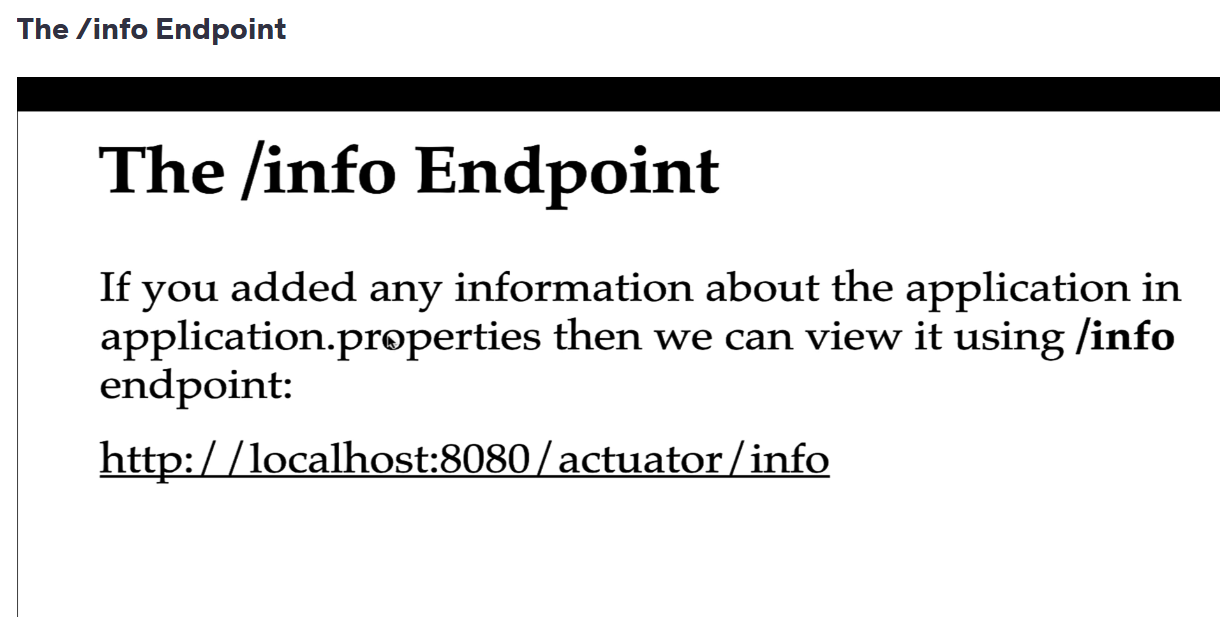 The /info Endpoint
The /info Endpoint
If you added any information about the application in
application.properties then we can view it using /info
endpoint:
http://localhost:8080/actuator/info